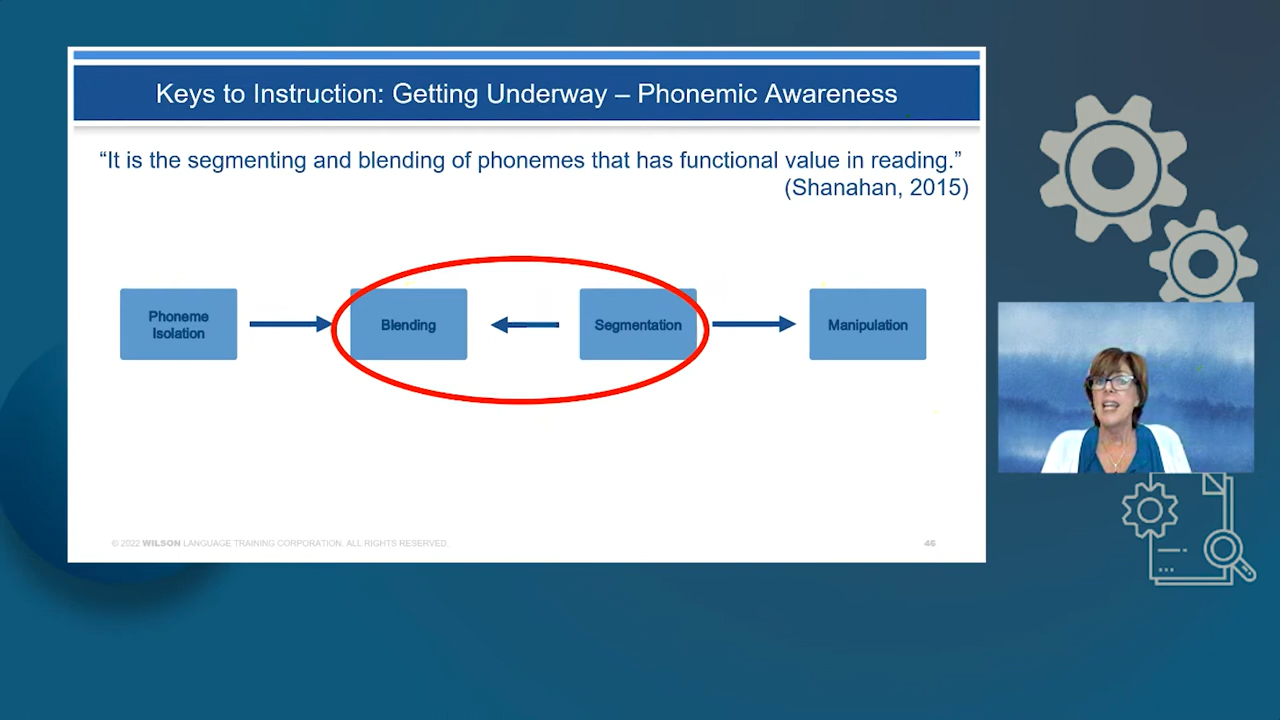 Keys to Instruction: Getting Underway – Phonemic Awareness
“It is the segmenting and blending of phonemes that has functional value in reading.”
(Shanahan, 2015)
Phoneme
Isolation
Blending
Segmentation
Manipulation
© 2022 WILSON LANGUAGE TRAINING CORPORATION. ALL RIGHTS RESERVED.
46